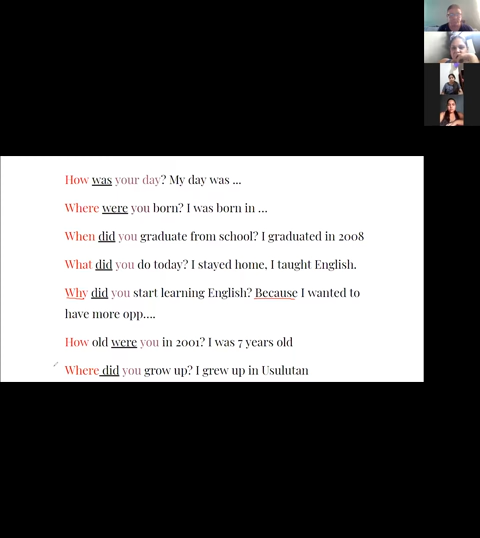 How was your day? My day was ...
Where were you born? I was born in ...
When did you graduate from school? I graduated in 2008
What did you do today? I stayed home, I taught English.
Why did you start learning English? Because I wanted to
have more opp....
How old were you in 2001? I was 7 years old
Where did you grow up? I grew up in Usulutan